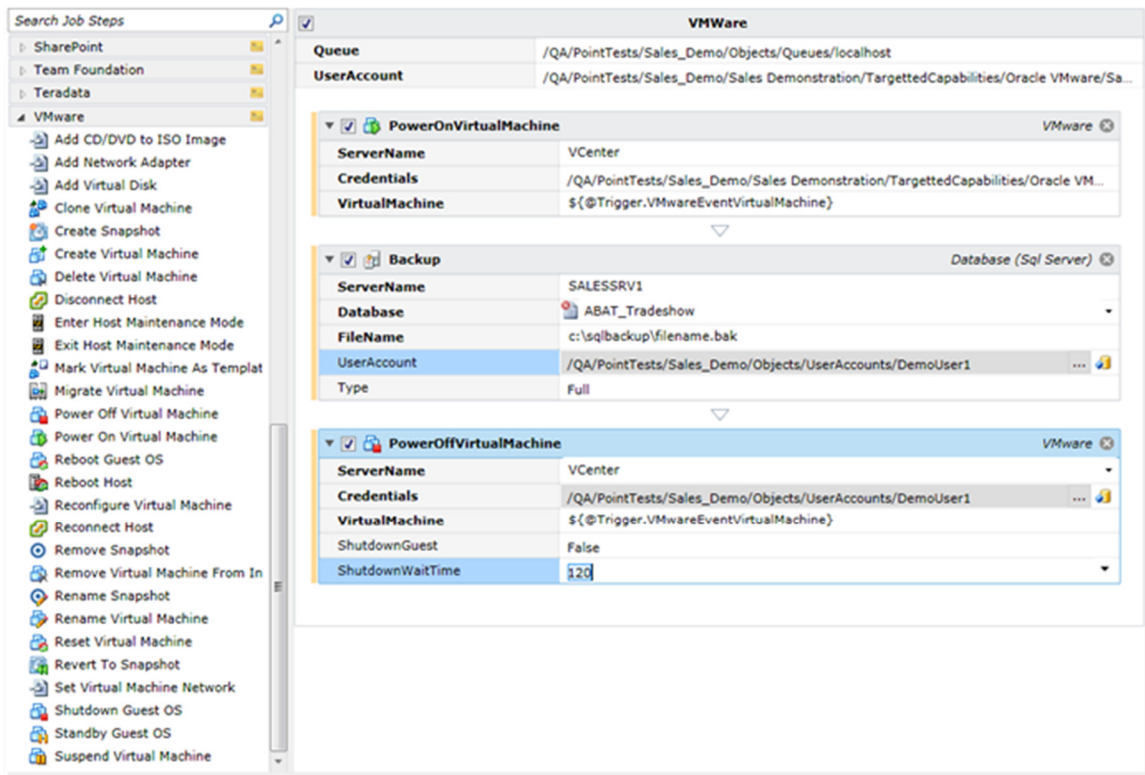 Search Job Steps
SharePoint
Team Foundation
Teradata
VMware
Add CD/DVD to ISO Image
Add Network Adapter
Add Virtual Disk
Clone Virtual Machine
Create Snapshot
Create Virtual Machine
Delete Virtual Machine
Disconnect Host
Enter Host Maintenance Mode
Exit Host Maintenance Mode
Mark Virtual Machine As Templat
Migrate Virtual Machine
Power Off Virtual Machine
Power On Virtual Machine
Reboot Guest OS
Reboot Host
Reconfigure Virtual Machine
Reconnect Host
Remove Snapshot
Remove Virtual Machine From In
Rename Snapshot
Rename Virtual Machine
Reset Virtual Machine
Revert To Snapshot
Set Virtual Machine Network
Shutdown Guest OS
Standby Guest OS
Suspend Virtual Machine
VMWare
Queue /QA/PointTests/Sales_Demo/Objects/Queues/localhost
UserAccount /QA/PointTests/Sales_Demo/Sales Demonstration/TargettedCapabilities/Oracle VMware/Sa...
PowerOnVirtualMachine VMware
ServerName VCenter
Credentials /QA/PointTests/Sales_Demo/Sales Demonstration/TargettedCapabilities/Oracle VM...
VirtualMachine ${@Trigger.VMwareEventVirtualMachine}
Backup Database (Sql Server)
ServerName SALESSRV1
Database ABAT_Tradeshow
FileName c:\sqlbackup\filename.bak
UserAccount /QA/PointTests/Sales_Demo/Objects/UserAccounts/DemoUser1 ...
Type Full
PowerOffVirtualMachine VMware
ServerName VCenter
Credentials /QA/PointTests/Sales_Demo/Objects/UserAccounts/DemoUser1 ...
VirtualMachine ${@Trigger.VMwareEventVirtualMachine}
ShutdownGuest False
ShutdownWaitTime 120